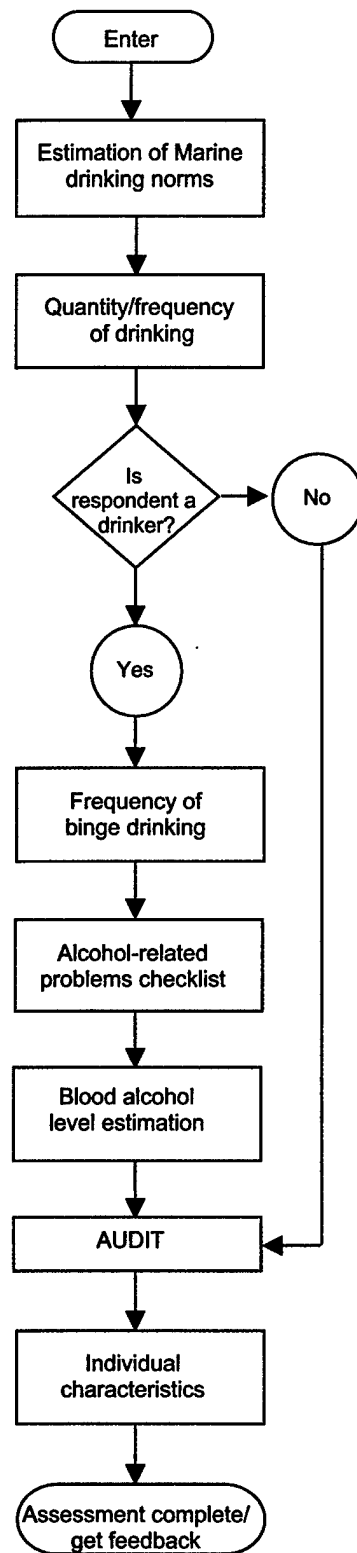 Enter
Estimation of Marine
drinking norms
Quantity/frequency
of drinking
Is
respondent a
drinker?
No
Yes
Frequency of
binge drinking
Alcohol-related
problems checklist
Blood alcohol
level estimation
AUDIT
Individual
characteristics
Assessment complete/
get feedback